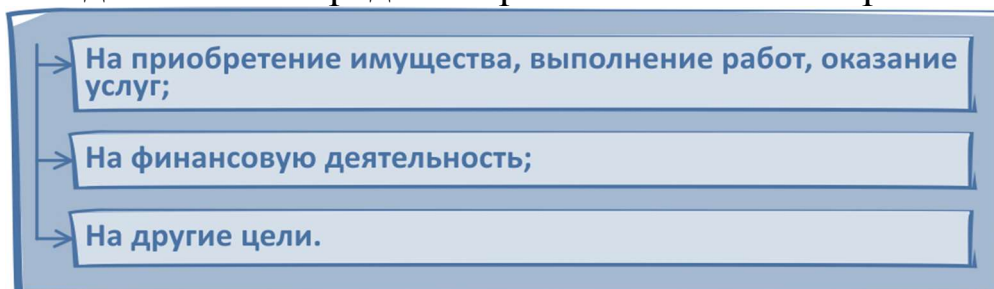 На приобретение имущества, выполнение работ, оказание
услуг;
На финансовую деятельность;
На другие цели.